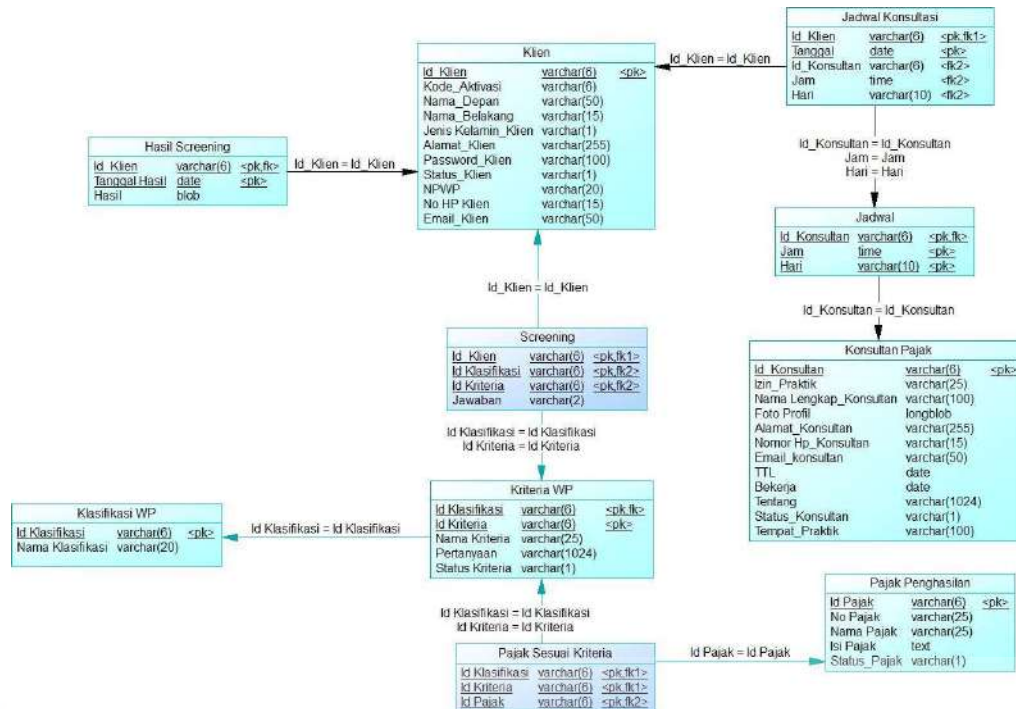 Jadwal Konsultasi
Id_Klien varchar(6) <pk,fk1>
Tanggal date <pk>
Id_Konsultan varchar(6) <fk2>
Jam time <fk2>
Hari varchar(10) <fk2>
Id_Klien = Id_Klien
Klien
Id_Klien varchar(6) <pk>
Kode_Aktivasi varchar(6)
Nama_Depan varchar(50)
Nama_Belakang varchar(15)
Jenis Kelamin_Klien varchar(1)
Alamat_Klien varchar(255)
Password_Klien varchar(100)
Status_Klien varchar(1)
NPWP varchar(20)
No HP Klien varchar(15)
Email_Klien varchar(50)
Hasil Screening
Id_Klien varchar(6) <pk,fk>
Tanggal Hasil date <pk>
Hasil blob
Id_Klien = Id_Klien
Id_Konsultan = Id_Konsultan
Jam = Jam
Hari = Hari
Jadwal
Id_Konsultan varchar(6) <pk,fk>
Jam time <pk>
Hari varchar(10) <pk>
Id_Klien = Id_Klien
Id_Konsultan = Id_Konsultan
Screening
Id_Klien varchar(6) <pk,fk1>
Id Klasifikasi varchar(6) <pk,fk2>
Id Kriteria varchar(6) <pk,fk2>
Jawaban varchar(2)
Konsultan Pajak
Id_Konsultan varchar(6) <pk>
Izin_Praktik varchar(25)
Nama Lengkap_Konsultan varchar(100)
Foto Profil longblob
Alamat_Konsultan varchar(255)
Nomor Hp_Konsultan varchar(15)
Email_konsultan varchar(50)
TTL date
Bekerja date
Tentang varchar(1024)
Status_Konsultan varchar(1)
Tempat_Praktik varchar(100)
Id Klasifikasi = Id Klasifikasi
Id Kriteria = Id Kriteria
Kriteria WP
Id Klasifikasi varchar(6) <pk,fk>
Id Kriteria varchar(6) <pk>
Nama Kriteria varchar(25)
Pertanyaan varchar(1024)
Status Kriteria varchar(1)
Klasifikasi WP
Id Klasifikasi varchar(6) <pk>
Nama Klasifikasi varchar(20)
Id Klasifikasi = Id Klasifikasi
Id Klasifikasi = Id Klasifikasi
Id Kriteria = Id Kriteria
Pajak Penghasilan
Id Pajak varchar(6) <pk>
No Pajak varchar(25)
Nama Pajak varchar(25)
Isi Pajak text
Status_Pajak varchar(1)
Id Pajak = Id Pajak
Pajak Sesuai Kriteria
Id Klasifikasi varchar(6) <pk,fk1>
Id Kriteria varchar(6) <pk,fk1>
Id Pajak varchar(6) <pk,fk2>